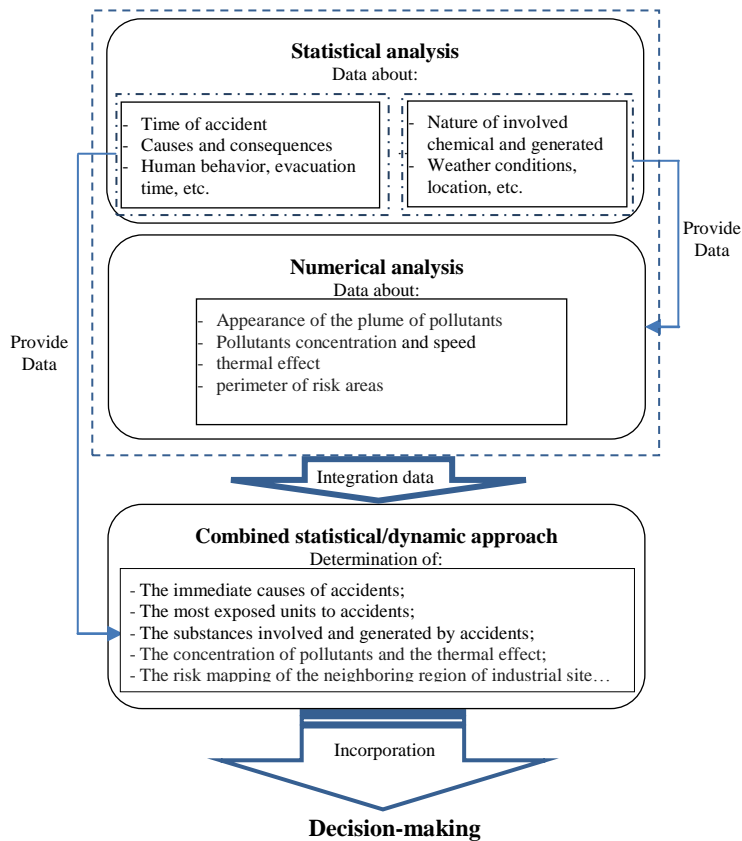 Statistical analysis
Data about:
- Time of accident
- Causes and consequences
- Human behavior, evacuation
time, etc.
- Nature of involved
chemical and generated
- Weather conditions,
location, etc.
Provide
Data
Numerical analysis
Data about:
- Appearance of the plume of pollutants
- Pollutants concentration and speed
- thermal effect
- perimeter of risk areas
Provide
Data
Integration data
Combined statistical/dynamic approach
Determination of:
- The immediate causes of accidents;
- The most exposed units to accidents;
- The substances involved and generated by accidents;
- The concentration of pollutants and the thermal effect;
- The risk mapping of the neighboring region of industrial site…
Incorporation
Decision-making